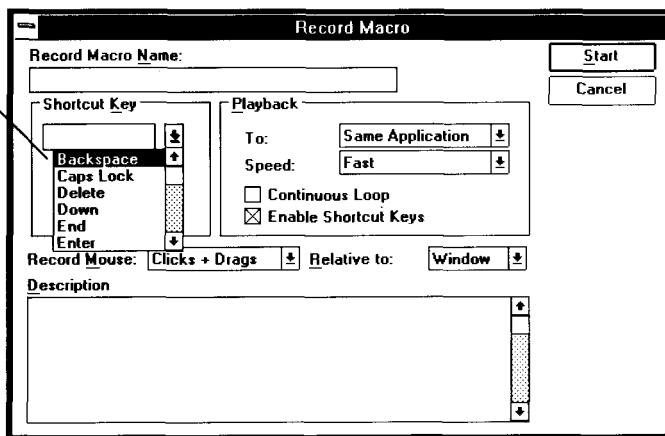 Record Macro
Record Macro Name:
Start
Cancel
Shortcut Key
Playback
To: Same Application
Speed: Fast
Continuous Loop
Enable Shortcut Keys
Backspace
Caps Lock
Delete
Down
End
Enter
Record Mouse: Clicks + Drags Relative to: Window
Description